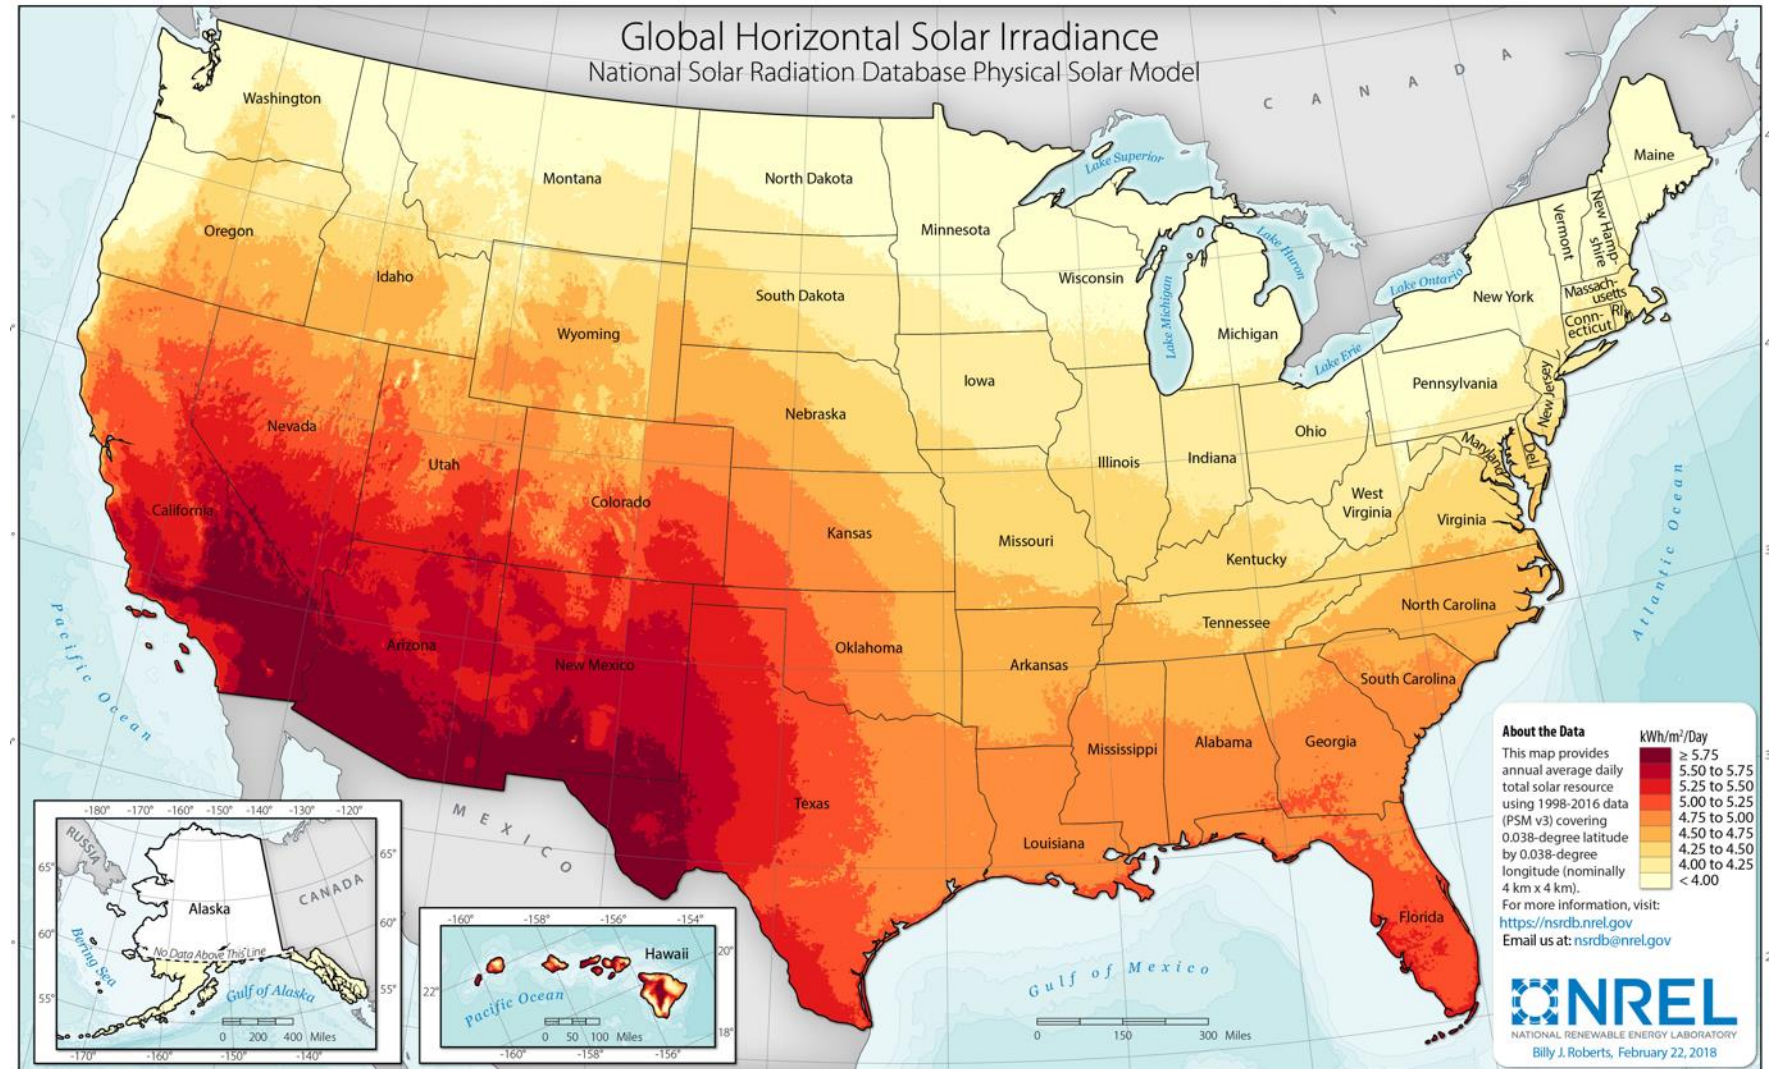 Global Horizontal Solar Irradiance
National Solar Radiation Database Physical Solar Model
C A N A D A
Washington
Montana
North Dakota
Minnesota
Lake Superior
Maine
Oregon
Idaho
Wyoming
South Dakota
Wisconsin
Lake Michigan
Lake Huron
Michigan
Lake Ontario
Lake Erie
New York
Vermont
New Hamp-
shire
Massach-
usetts
Conn-
ecticut
RI
Nevada
Utah
Colorado
Nebraska
Iowa
Illinois
Indiana
Ohio
Pennsylvania
New Jersey
Maryland
Del
West
Virginia
Virginia
California
Kansas
Missouri
Kentucky
Arizona
New Mexico
Oklahoma
Arkansas
Tennessee
North Carolina
South Carolina
Texas
Louisiana
Mississippi
Alabama
Georgia
Florida
Pacific Ocean
Atlantic Ocean
M E X I C O
Gulf of Mexico
0 150 300 Miles
-180° -170° -160° -150° -140° -130° -120°
RUSSIA
65°
65°
CANADA
Alaska
60°
60°
No Data Above This Line
Bering Sea
55°
55°
Gulf of Alaska
0 200 400 Miles
-170° -160° -150° -140°
-160° -158° -156° -154°
Hawaii
20°
22°
Pacific Ocean
18°
0 50 100 Miles
-160° -158° -156°
About the Data
This map provides
annual average daily
total solar resource
using 1998-2016 data
(PSM v3) covering
0.038-degree latitude
by 0.038-degree
longitude (nominally
4 km x 4 km).
For more information, visit:
https://nsrdb.nrel.gov
Email us at: nsrdb@nrel.gov
kWh/m²/Day
≥ 5.75
5.50 to 5.75
5.25 to 5.50
5.00 to 5.25
4.75 to 5.00
4.50 to 4.75
4.25 to 4.50
4.00 to 4.25
< 4.00
NREL
NATIONAL RENEWABLE ENERGY LABORATORY
Billy J. Roberts, February 22, 2018